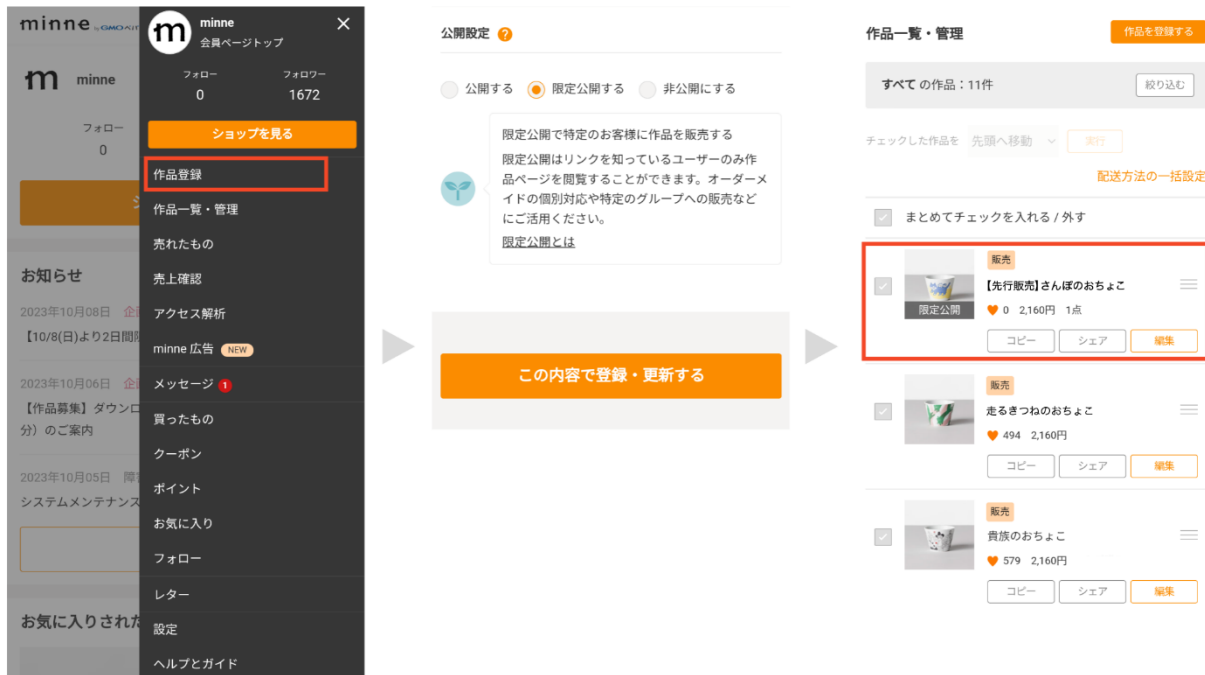 minne by GMOペパ
minne
フォロー
0
お知らせ
2023年10月08日
【10/8(日)より2日間限
2023年10月06日
【作品募集】ダウンロ
分）のご案内
2023年10月05日
システムメンテナンス
お気に入りされた
minne
会員ページトップ
フォロー
フォロワー
0
1672
ショップを見る
作品登録
作品一覧・管理
売れたもの
売上確認
アクセス解析
minne 広告 NEW
メッセージ 1
買ったもの
クーポン
ポイント
お気に入り
フォロー
レター
設定
ヘルプとガイド
公開設定 ?
公開する 限定公開する 非公開にする
限定公開で特定のお客様に作品を販売する
限定公開はリンクを知っているユーザーのみ作
品ページを閲覧することができます。オーダーメ
イドの個別対応や特定のグループへの販売など
にご活用ください。
限定公開とは
この内容で登録・更新する
作品一覧・管理
作品を登録する
すべて の作品：11件
絞り込む
チェックした作品を 先頭へ移動 実行
配送方法の一括設定
まとめてチェックを入れる / 外す
販売
【先行販売】さんぽのおちょこ
限定公開
0 2,160円 1点
コピー シェア 編集
販売
走るきつねのおちょこ
494 2,160円
コピー シェア 編集
販売
貴族のおちょこ
579 2,160円
コピー シェア 編集